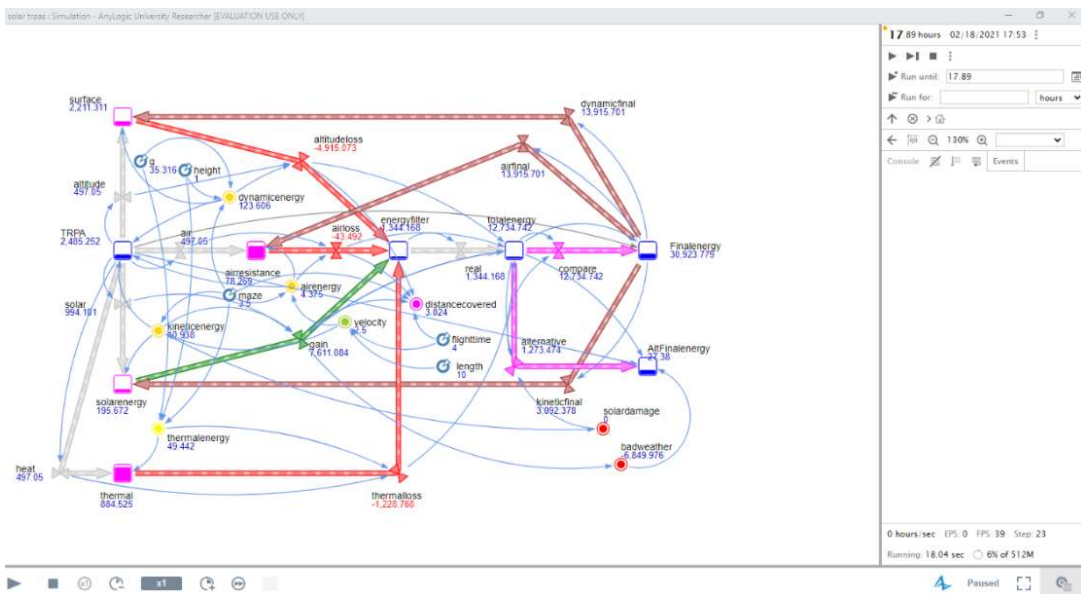 solar trpas : Simulation - AnyLogic University Researcher [EVALUATION USE ONLY]
17.89 hours 02/18/2021 17:53
Run until: 17.89
Run for: hours
130%
Console Events
surface
2,211.311
dynamicfinal
13,915.701
altitudeloss
-4,915.073
airfinal
13,915.701
g
35.316
height
1
altitude
497.05
dynamicenergy
123.606
TRPA
2,485.252
air
497.05
airloss
-43.492
energyfilter
1,344.168
totalenergy
12,734.742
Finalenergy
30,923.779
airresistance
78.269
real
1,344.168
compare
12,734.742
maze
3.5
airenergy
4.375
solar
994.101
distancecovered
3.024
kineticenergy
10.938
velocity
2.5
gain
7,611.084
flighttime
4
alternative
1,273.474
AltFinalenergy
27.38
length
10
solarenergy
195.672
kineticfinal
3,092.378
solardamage
0
thermalenergy
49.442
badweather
-6,849.976
heat
497.05
thermal
884.525
thermalloss
-1,228.768
0 hours/sec EPS: 0 FPS: 39 Step: 23
Running: 18.04 sec 6% of 512M
x1
Paused